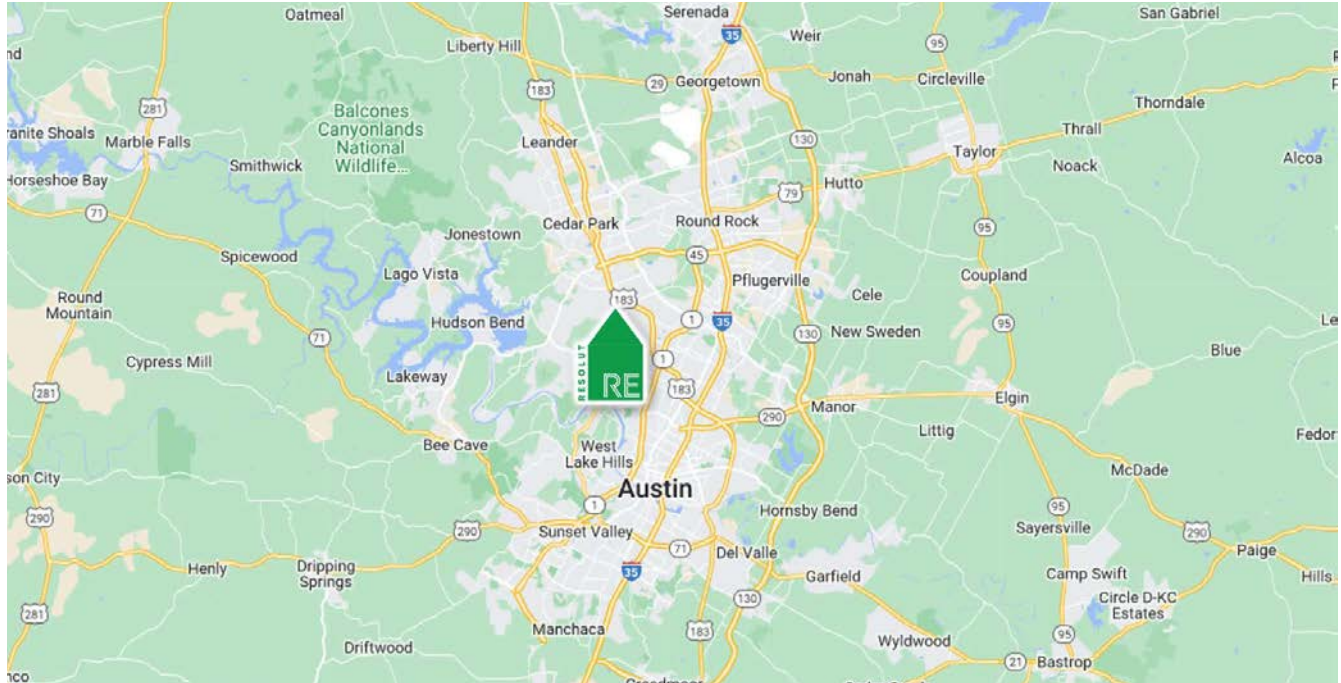 Oatmeal
Serenada
San Gabriel
35
Weir
95
Liberty Hill
Georgetown
Jonah
Circleville
29
183
281
Thorndale
Balcones
Canyonlands
National
Wildlife...
Thrall
Marble Falls
Leander
130
Taylor
Noack
Alcoa
Smithwick
Hutto
79
Horseshoe Bay
71
Cedar Park
Round Rock
95
Jonestown
Spicewood
45
Lago Vista
Pflugerville
Coupland
Round
Mountain
183
Cele
Hudson Bend
1
35
New Sweden
95
130
71
Cypress Mill
Blue
RESOLUT
RE
1
Lakeway
183
281
290
Manor
Elgin
Littig
Bee Cave
West
Lake Hills
McDade
Austin
1
Hornsby Bend
95
Sayersville
290
290
Sunset Valley
290
71
Del Valle
Paige
Henly
Dripping
Springs
35
Garfield
Camp Swift
130
Circle D-KC
Estates
281
Manchaca
183
Driftwood
Wyldwood
95
21
Bastrop